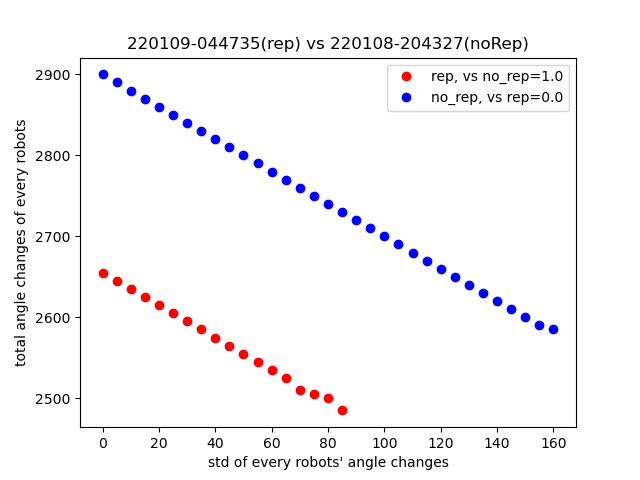 220109-044735(rep) vs 220108-204327(noRep)
rep, vs no_rep=1.0
no_rep, vs rep=0.0
total angle changes of every robots
2900
2800
2700
2600
2500
0 20 40 60 80 100 120 140 160
std of every robots' angle changes